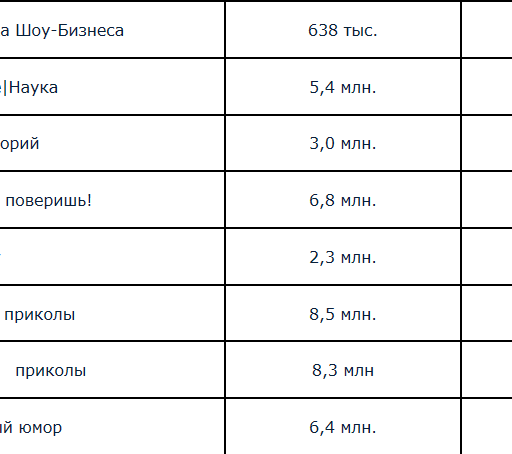 а Шоу-Бизнеса 638 тыс.
|Наука 5,4 млн.
орий 3,0 млн.
поверишь! 6,8 млн.
2,3 млн.
приколы 8,5 млн.
приколы 8,3 млн
ий юмор 6,4 млн.